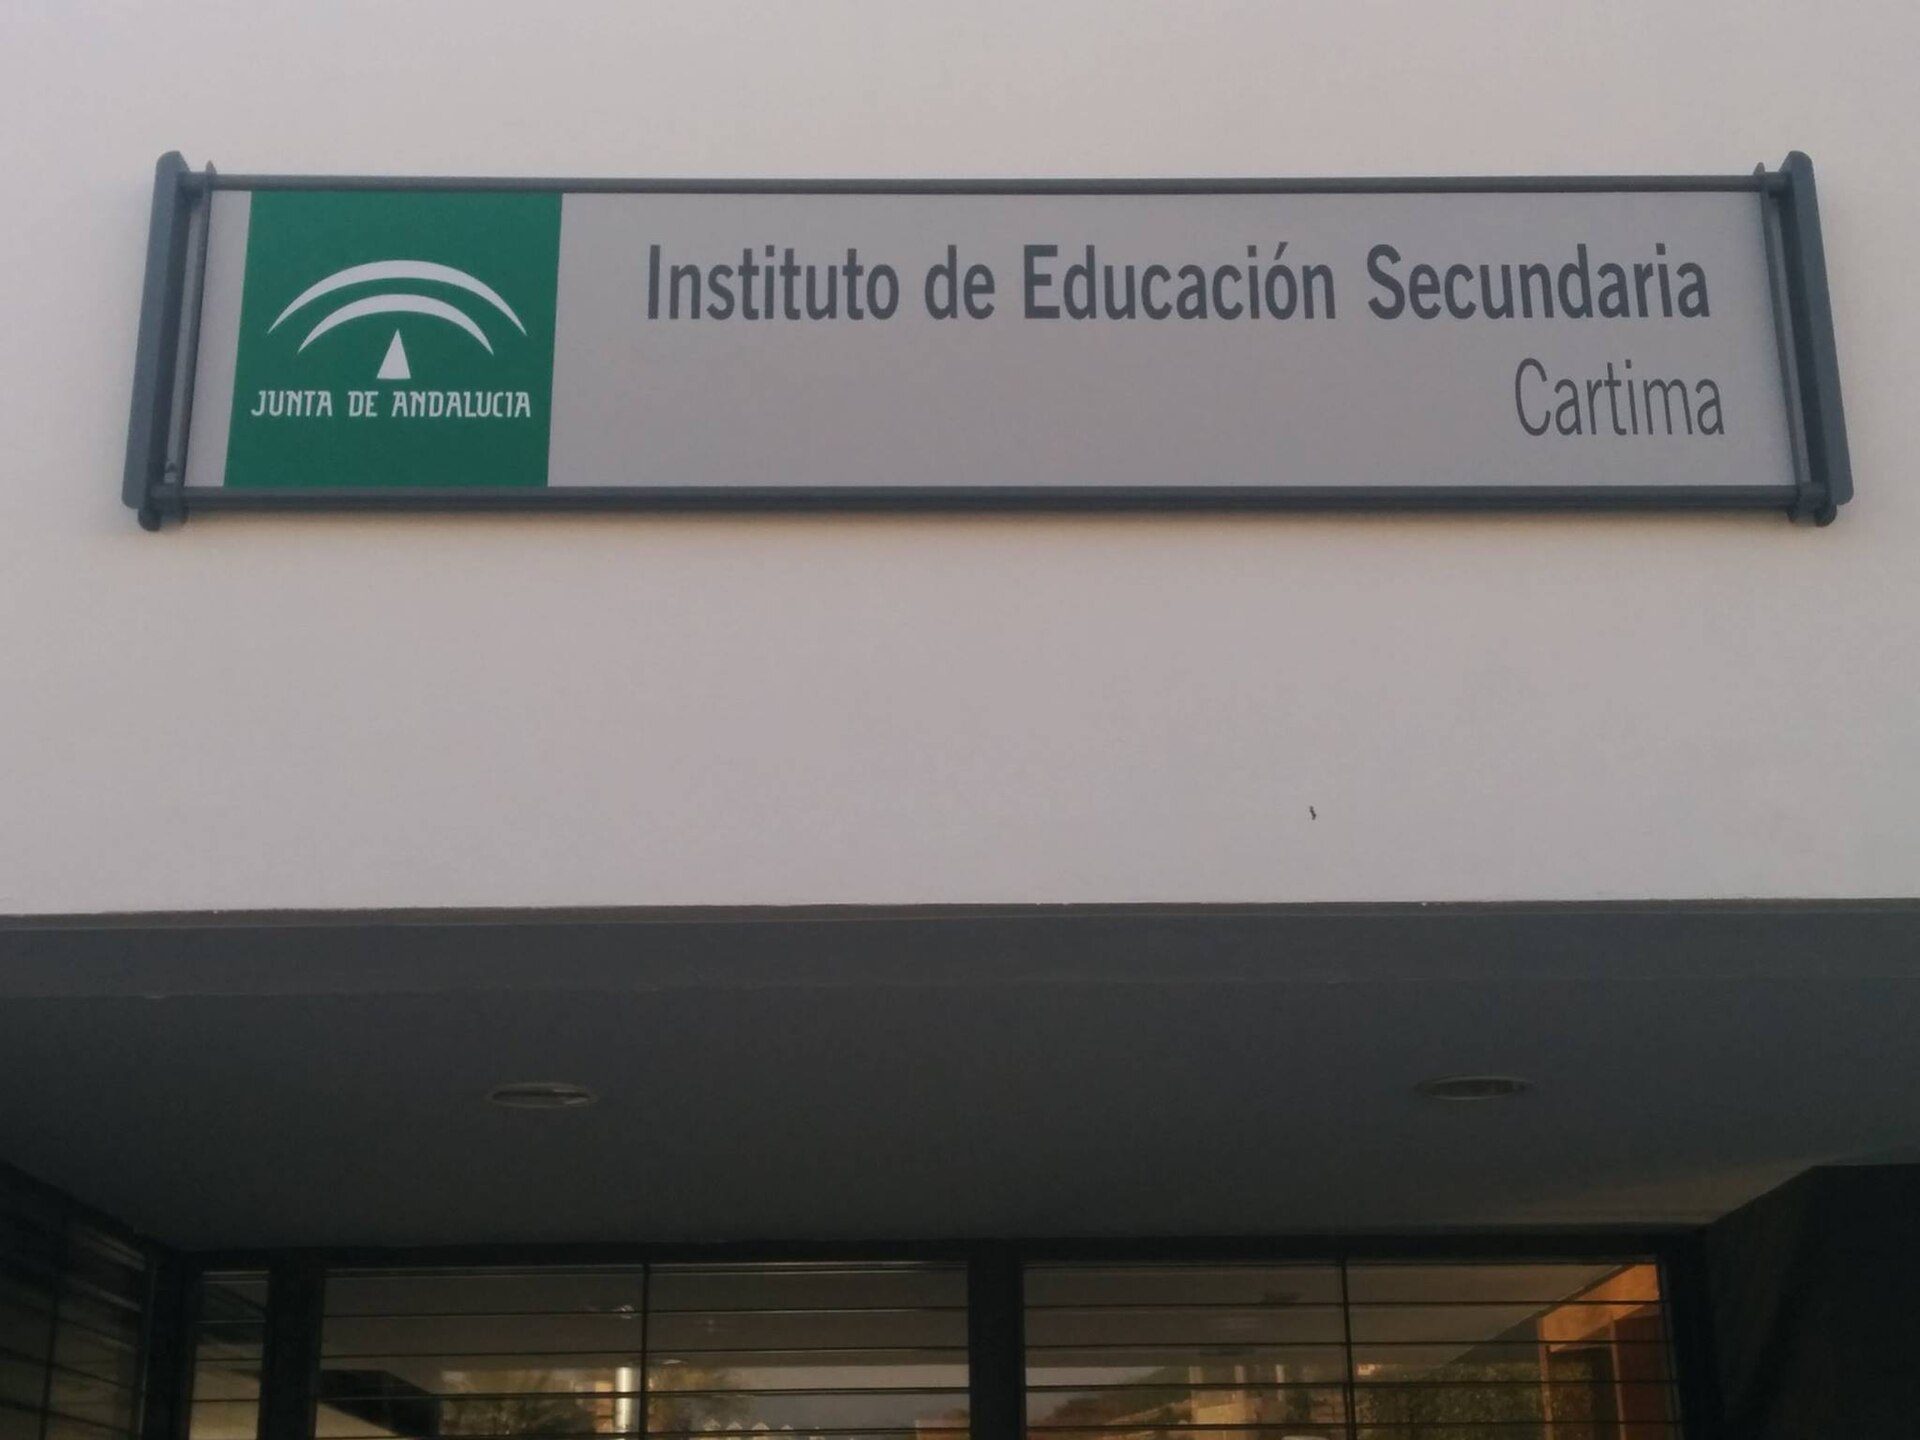 JUNTA DE ANDALUCIA
Instituto de Educación Secundaria
Cartima